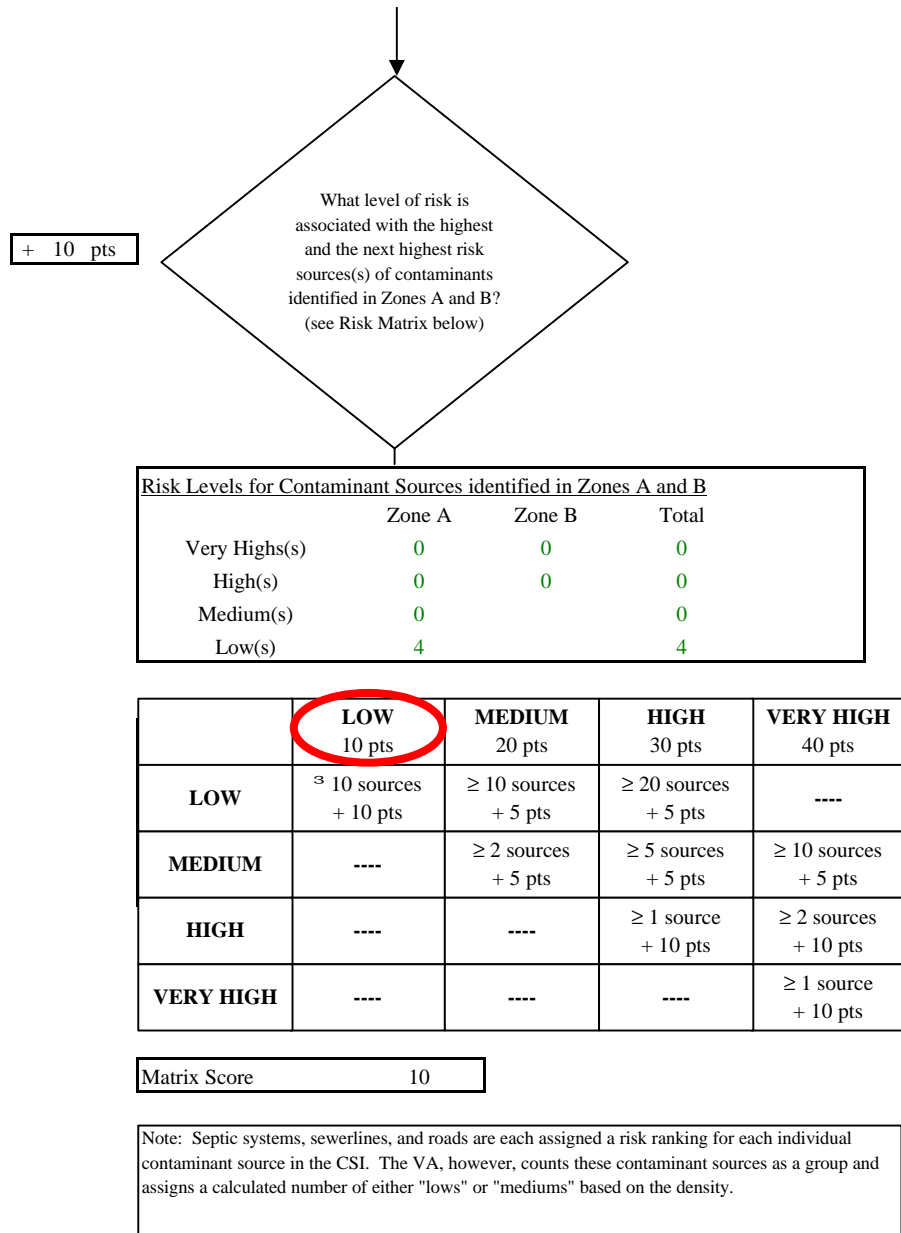 What level of risk is
associated with the highest
and the next highest risk
sources(s) of contaminants
identified in Zones A and B?
(see Risk Matrix below)
+ 10 pts
Risk Levels for Contaminant Sources identified in Zones A and B
Zone A Zone B Total
Very Highs(s) 0 0 0
High(s) 0 0 0
Medium(s) 0 0
Low(s) 4 4
LOW MEDIUM HIGH VERY HIGH
10 pts 20 pts 30 pts 40 pts
LOW ³ 10 sources + 10 pts ≥ 10 sources + 5 pts ≥ 20 sources + 5 pts ----
MEDIUM ---- ≥ 2 sources + 5 pts ≥ 5 sources + 5 pts ≥ 10 sources + 5 pts
HIGH ---- ---- ≥ 1 source + 10 pts ≥ 2 sources + 10 pts
VERY HIGH ---- ---- ---- ≥ 1 source + 10 pts
Matrix Score 10
Note: Septic systems, sewerlines, and roads are each assigned a risk ranking for each individual
contaminant source in the CSI. The VA, however, counts these contaminant sources as a group and
assigns a calculated number of either "lows" or "mediums" based on the density.